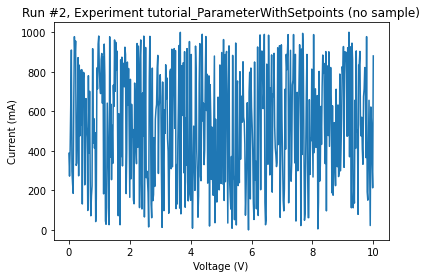 Run #2, Experiment tutorial_ParameterWithSetpoints (no sample)
1000
800
600
400
200
0
Current (mA)
0 2 4 6 8 10
Voltage (V)